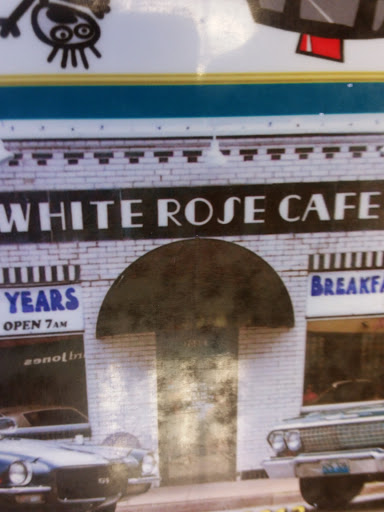 WHITE ROSE CAFE
YEARS
BREAKFA
OPEN 7AM